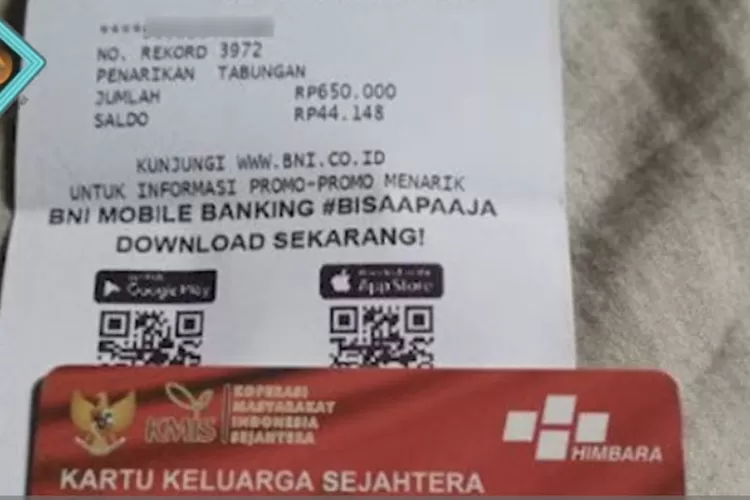 ****
NO. REKORD 3972
PENARIKAN TABUNGAN
JUMLAH RP650.000
SALDO RP44.148
KUNJUNGI WWW.BNI.CO.ID
UNTUK INFORMASI PROMO-PROMO MENARIK
BNI MOBILE BANKING #BISAAPAAJA
DOWNLOAD SEKARANG!
Google Play
App Store
KMIS
KOPERASI
MASYARAKAT
INDONESIA
SEJAHTERA
HIMBARA
KARTU KELUARGA SEJAHTERA